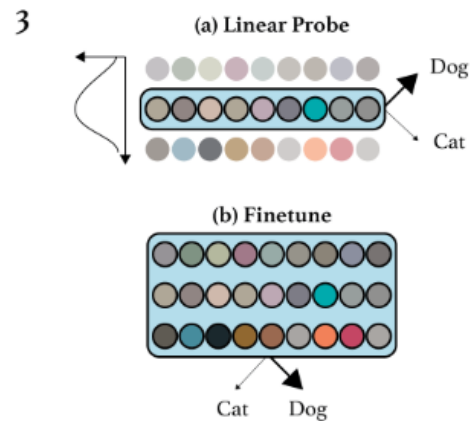 3
(a) Linear Probe
Dog
Cat
(b) Finetune
Cat Dog